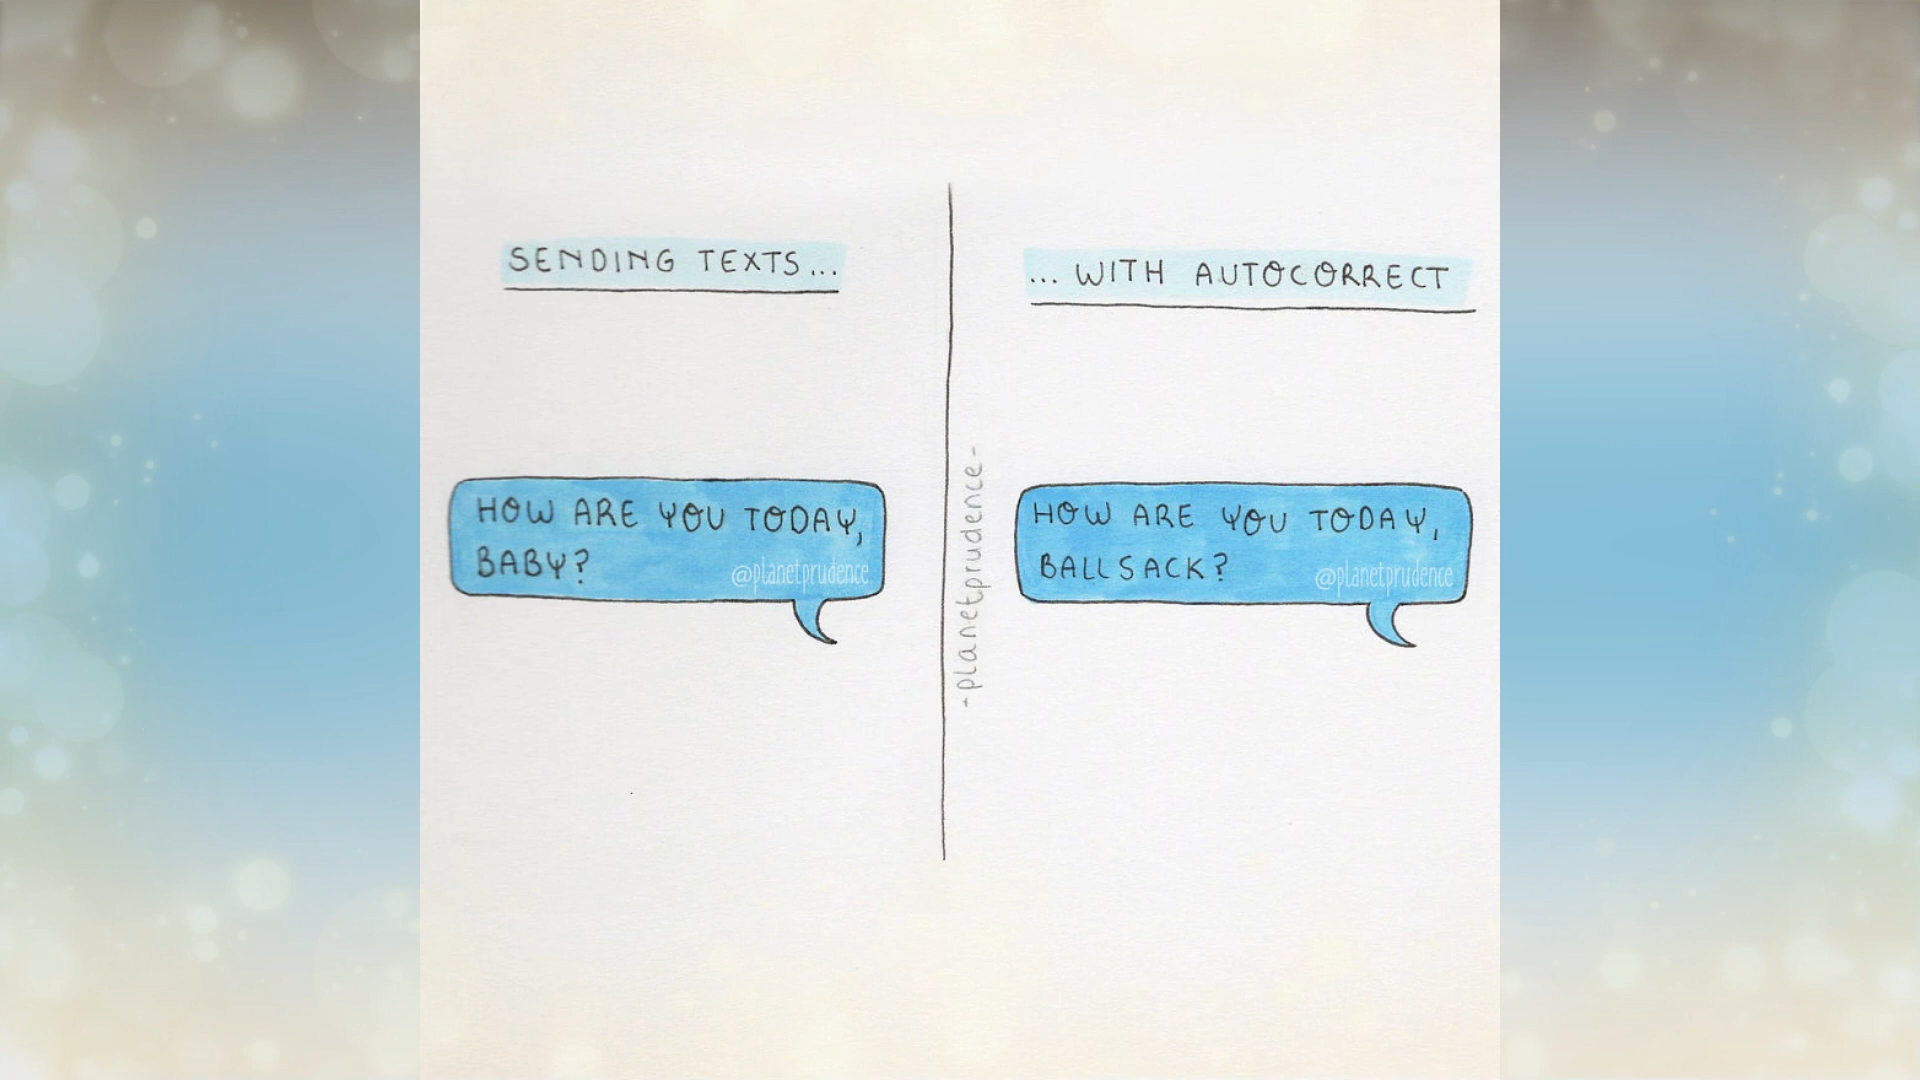 SENDING TEXTS...
HOW ARE YOU TODAY,
BABY?
@planetprudence
-planetprudence-
... WITH AUTOCORRECT
HOW ARE YOU TODAY,
BALLSACK?
@planetprudence